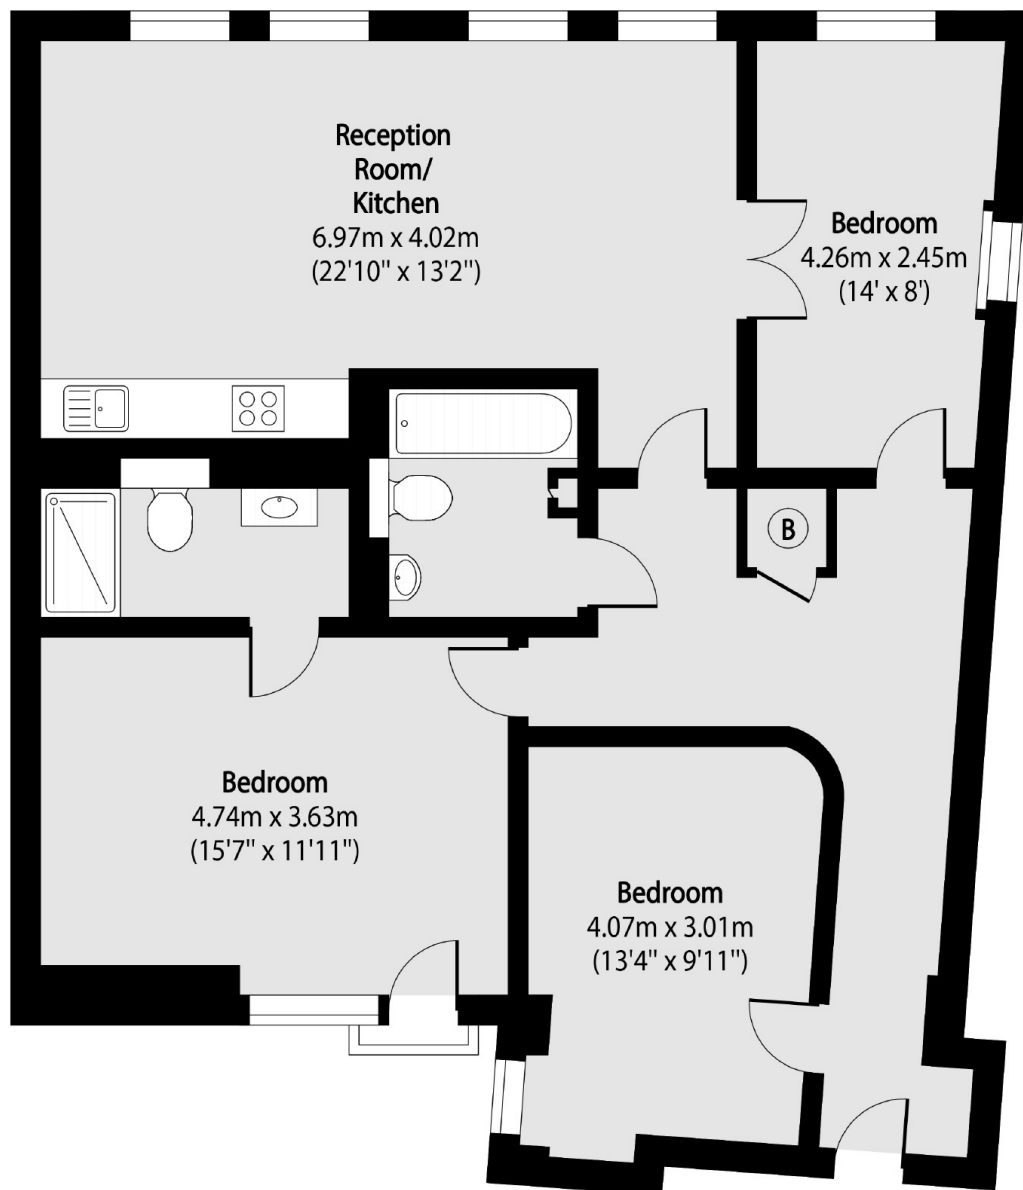 Reception
Room/
Kitchen
6.97m x 4.02m
(22'10" x 13'2")
Bedroom
4.26m x 2.45m
(14' x 8')
B
Bedroom
4.74m x 3.63m
(15'7" x 11'11")
Bedroom
4.07m x 3.01m
(13'4" x 9'11")